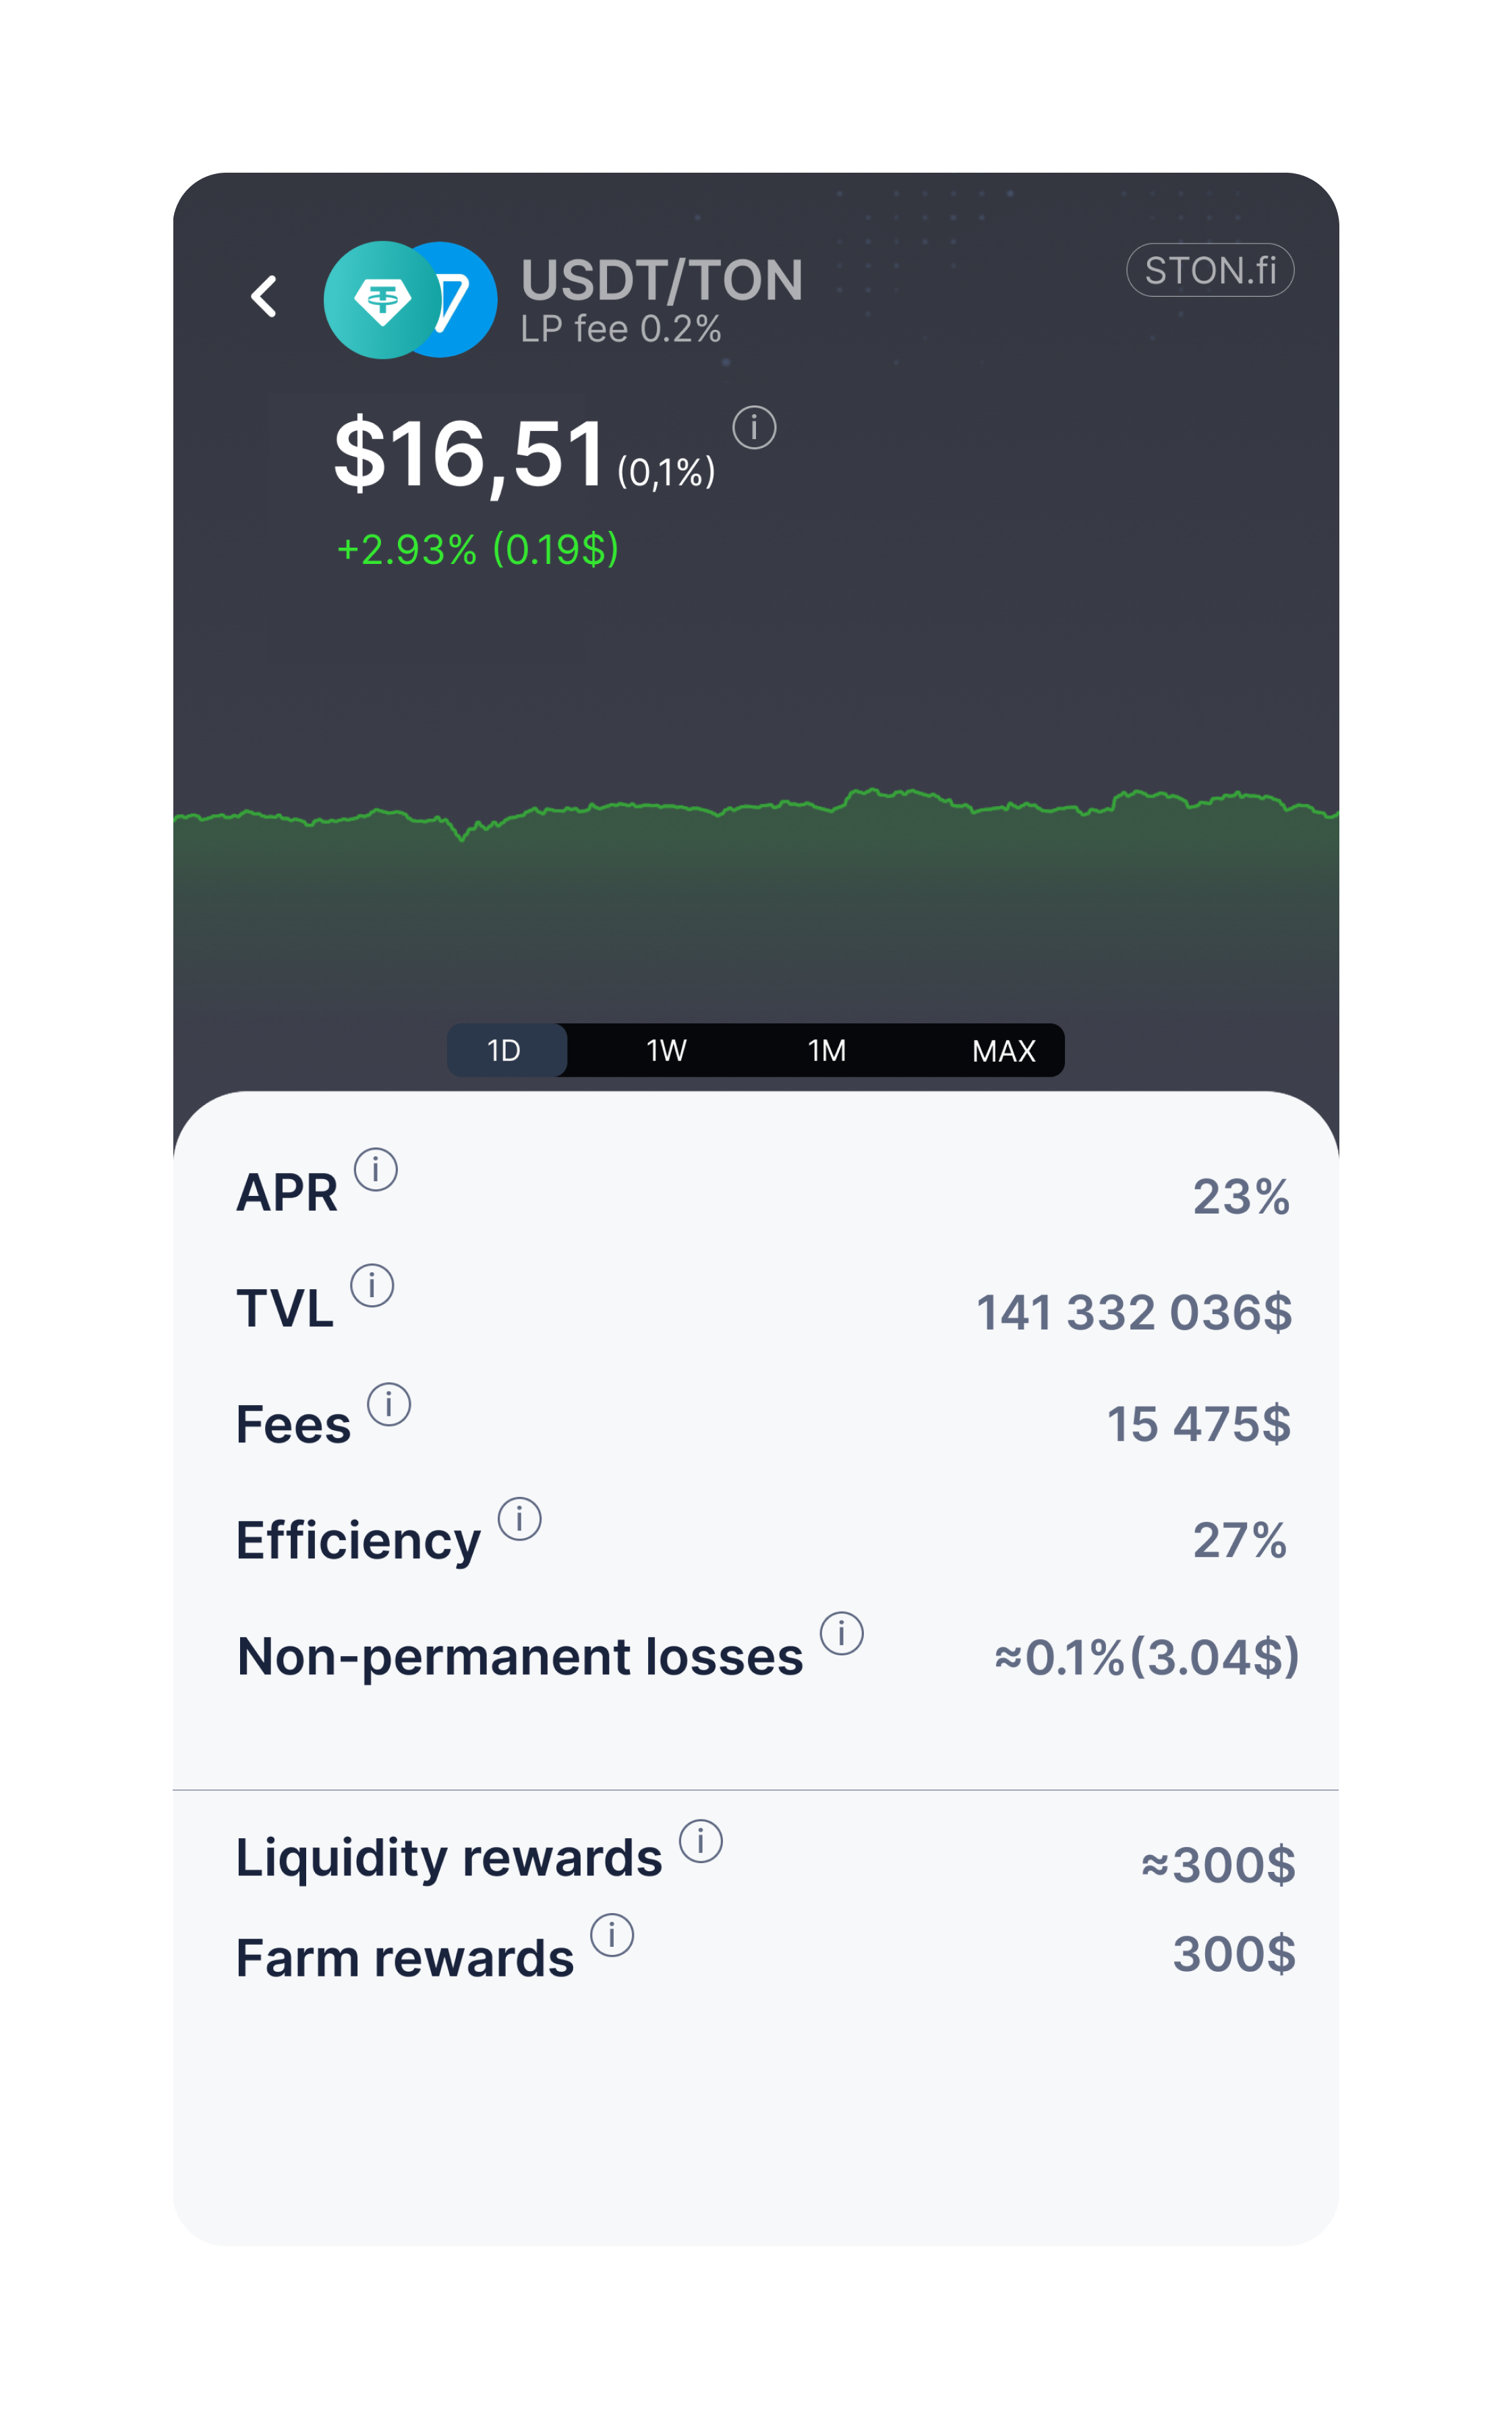 USDT/TON
STON.fi
LP fee 0.2%
$16,51 (0,1%) i
+2.93% (0.19$)
1D 1W 1M MAX
APR i 23%
TVL i 141 332 036$
Fees i 15 475$
Efficiency i 27%
Non-permanent losses i ≈0.1%(3.04$)
Liquidity rewards i ≈300$
Farm rewards i 300$